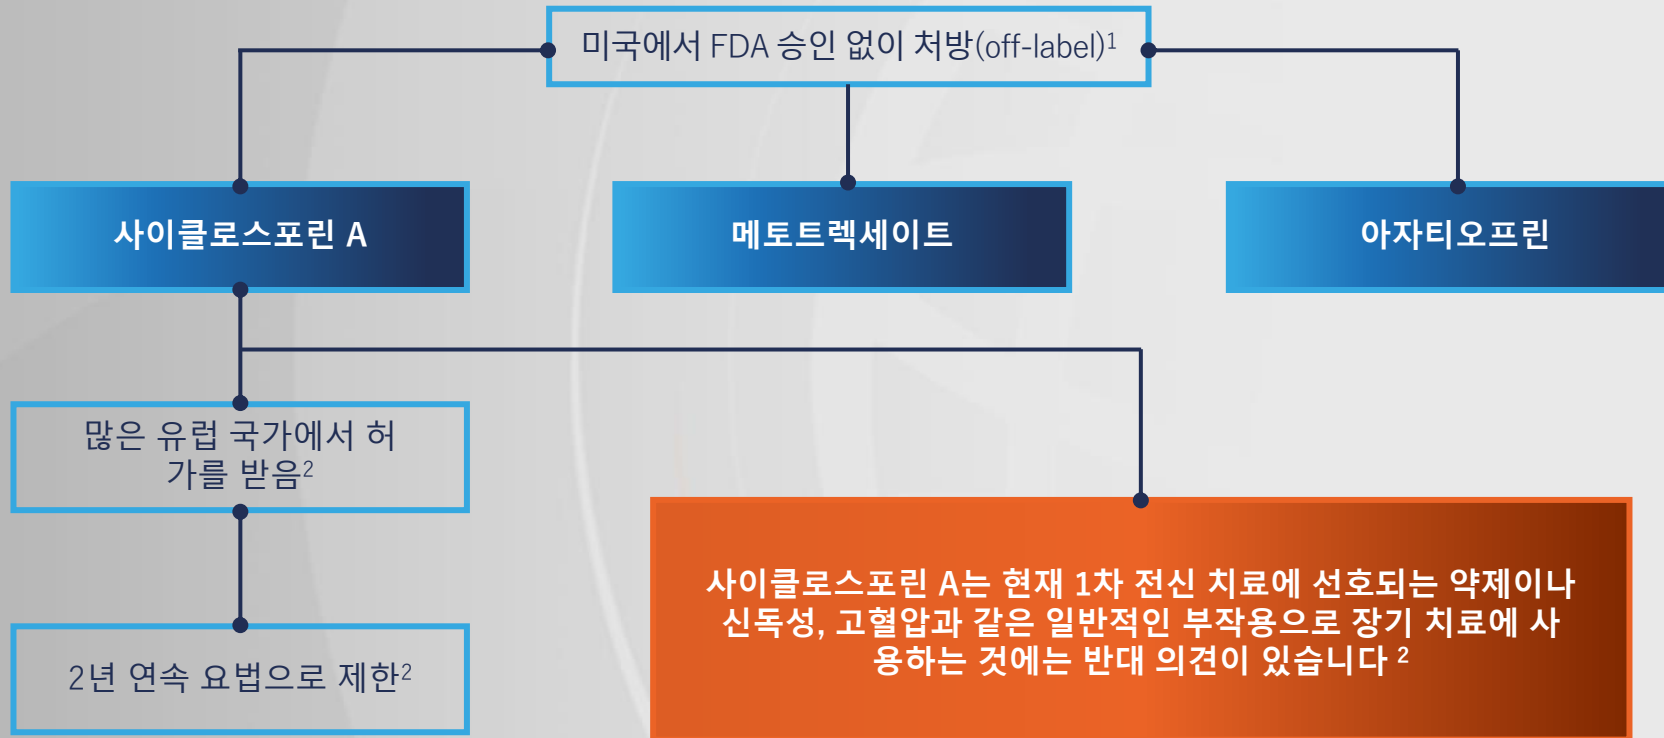 미국에서 FDA 승인 없이 처방(off-label)¹
사이클로스포린 A
메토트렉세이트
아자티오프린
많은 유럽 국가에서 허
가를 받음²
사이클로스포린 A는 현재 1차 전신 치료에 선호되는 약제이나
신독성, 고혈압과 같은 일반적인 부작용으로 장기 치료에 사
용하는 것에는 반대 의견이 있습니다 ²
2년 연속 요법으로 제한²